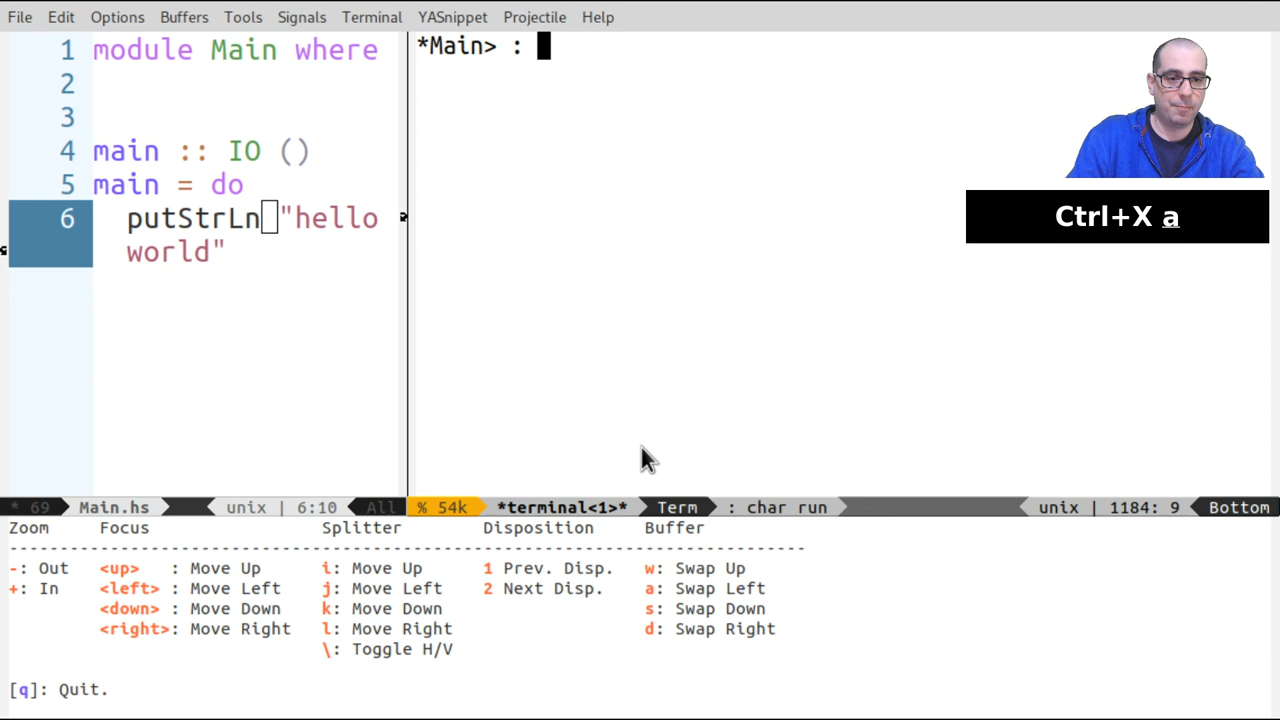 File Edit Options Buffers Tools Signals Terminal YASnippet Projectile Help
1 module Main where
2
3
4 main :: IO ()
5 main = do
6 putStrLn "hello
world"
*Main> :
Ctrl+X a
* 69 Main.hs unix | 6:10 All
% 54k *terminal<1>* Term : char run unix | 1184: 9 Bottom
Zoom Focus Splitter Disposition Buffer
--------------------------------------------------------------------------------
-: Out <up> : Move Up i: Move Up 1 Prev. Disp. w: Swap Up
+: In <left> : Move Left j: Move Left 2 Next Disp. a: Swap Left
<down> : Move Down k: Move Down s: Swap Down
<right>: Move Right l: Move Right d: Swap Right
\: Toggle H/V
[q]: Quit.